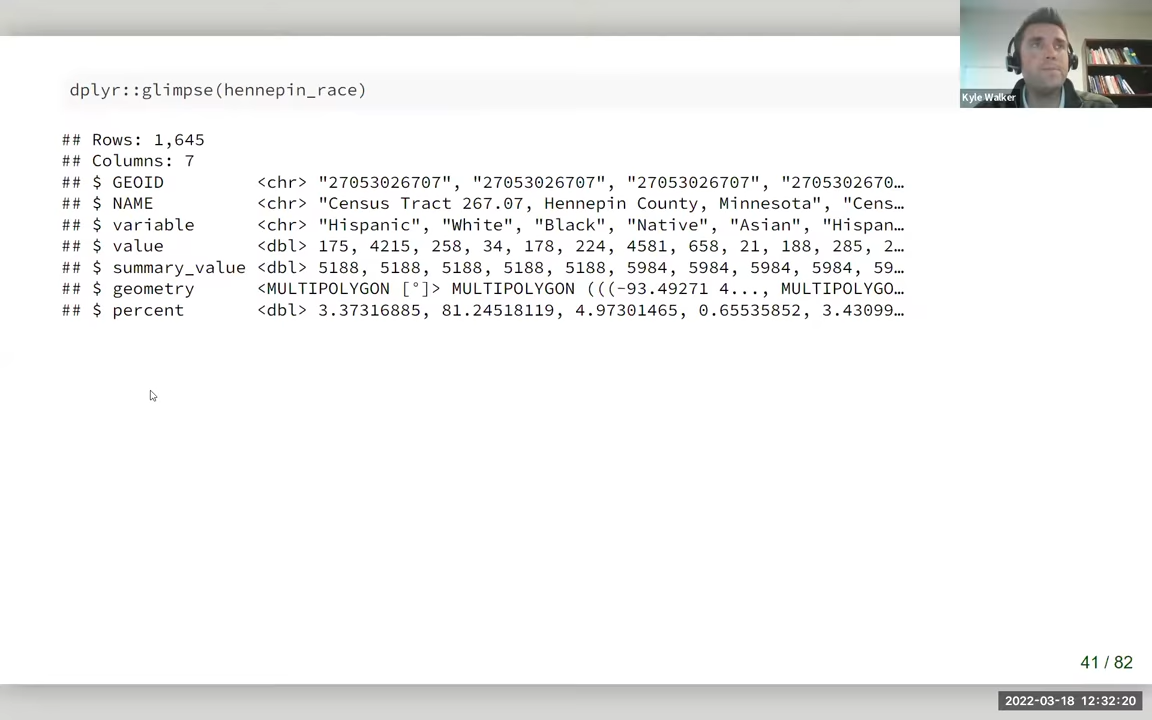 dplyr::glimpse(hennepin_race)
Kyle Walker
## Rows: 1,645
## Columns: 7
## $ GEOID <chr> "27053026707", "27053026707", "27053026707", "2705302670…
## $ NAME <chr> "Census Tract 267.07, Hennepin County, Minnesota", "Cens…
## $ variable <chr> "Hispanic", "White", "Black", "Native", "Asian", "Hispan…
## $ value <dbl> 175, 4215, 258, 34, 178, 224, 4581, 658, 21, 188, 285, 2…
## $ summary_value <dbl> 5188, 5188, 5188, 5188, 5188, 5984, 5984, 5984, 5984, 59…
## $ geometry <MULTIPOLYGON [°]> MULTIPOLYGON (((-93.49271 4..., MULTIPOLYGO…
## $ percent <dbl> 3.37316885, 81.24518119, 4.97301465, 0.65535852, 3.43099…
41 / 82
2022-03-18 12:32:20